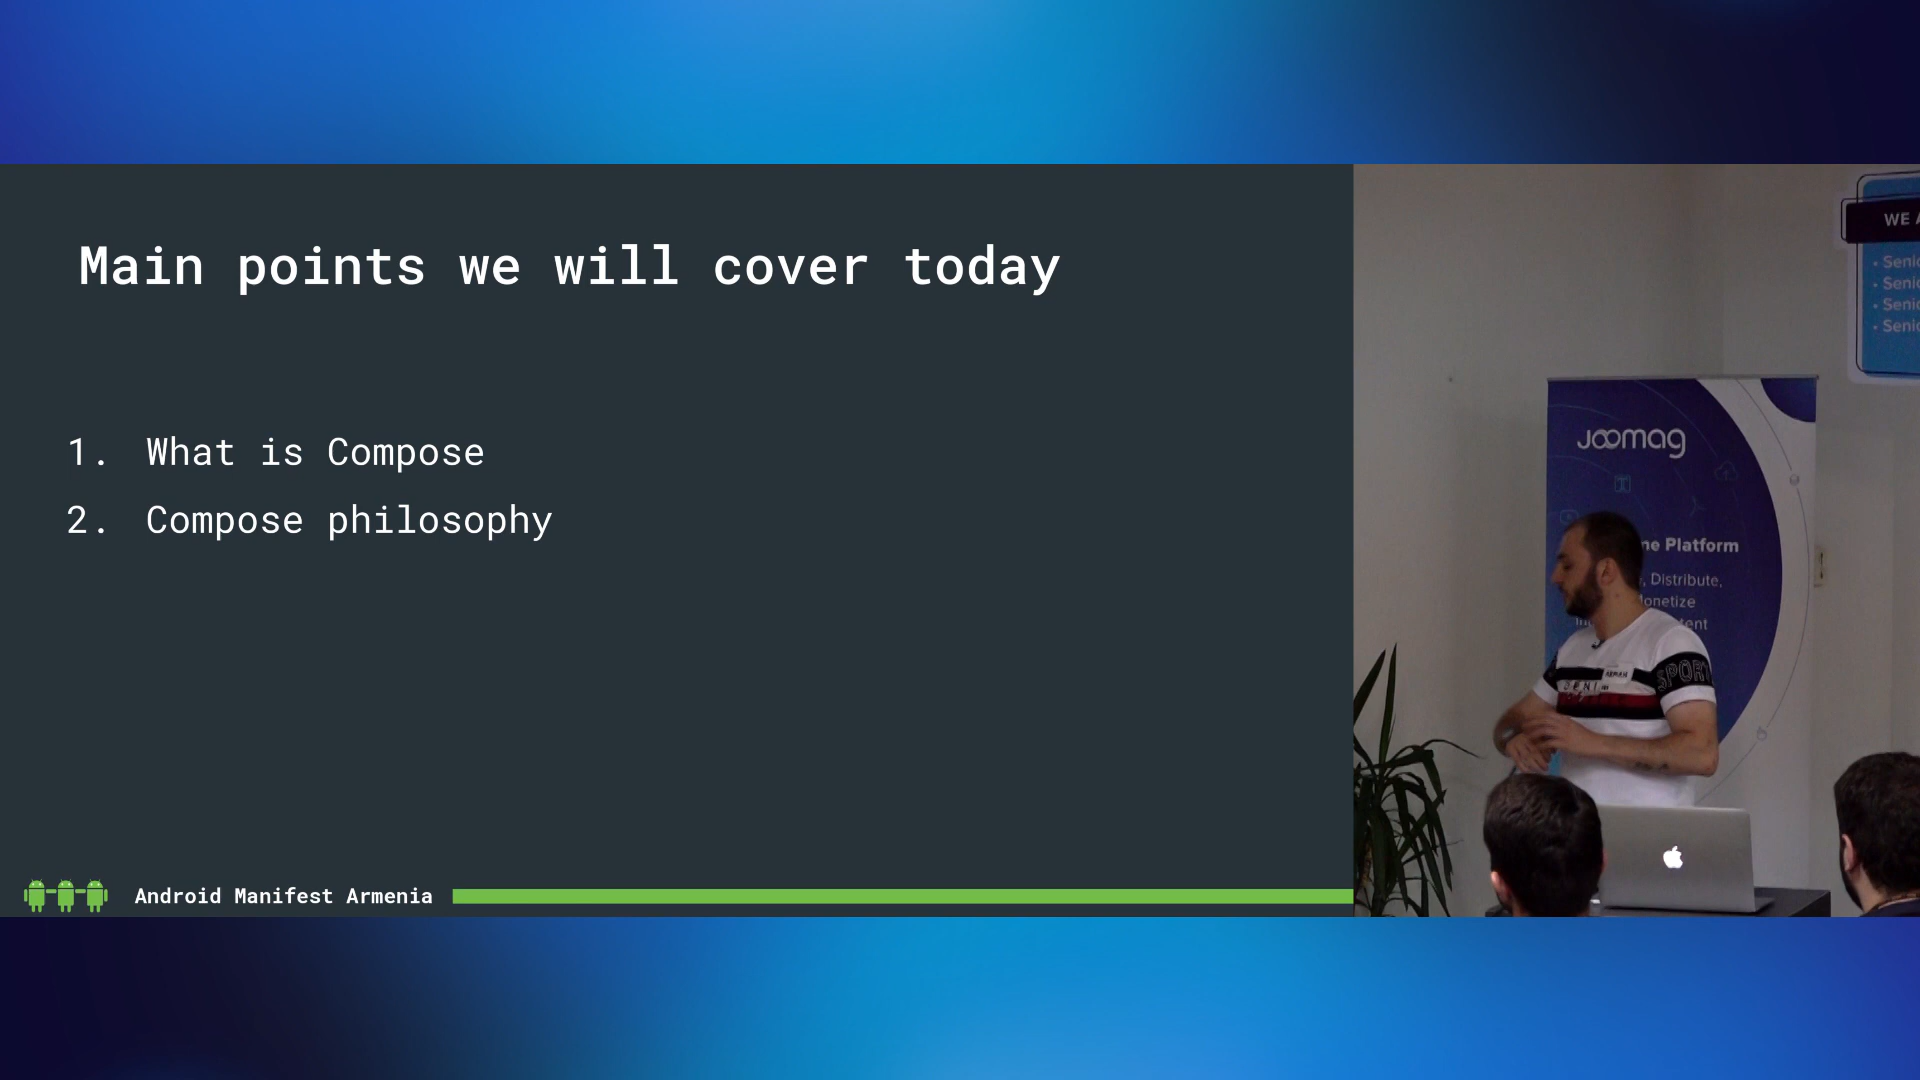 Main points we will cover today
1. What is Compose
2. Compose philosophy
Android Manifest Armenia
WE
Joomag
Platform
Distribute,
SPORT